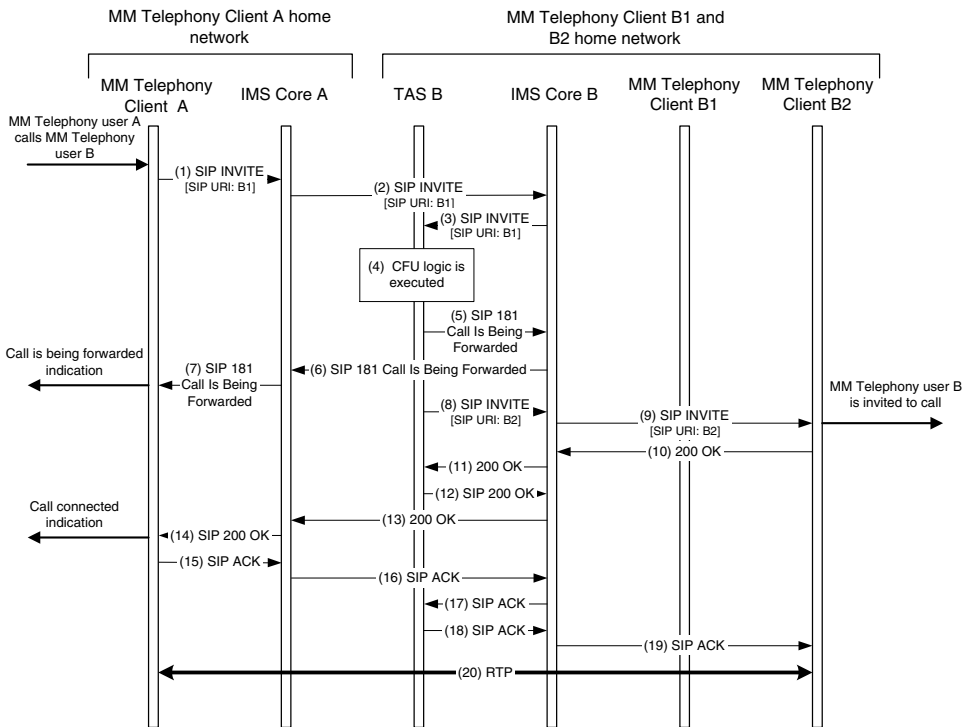 MM Telephony Client A home
network
MM Telephony Client B1 and
B2 home network
MM Telephony
Client A
IMS Core A
TAS B
IMS Core B
MM Telephony
Client B1
MM Telephony
Client B2
MM Telephony user A
calls MM Telephony
user B
(1) SIP INVITE
[SIP URI: B1]
(2) SIP INVITE
[SIP URI: B1]
(3) SIP INVITE
[SIP URI: B1]
(4) CFU logic is
executed
(5) SIP 181
Call Is Being
Forwarded
Call is being forwarded
indication
(7) SIP 181
Call Is Being
Forwarded
(6) SIP 181 Call Is Being Forwarded
(8) SIP INVITE
[SIP URI: B2]
(9) SIP INVITE
[SIP URI: B2]
MM Telephony user B
is invited to call
(10) 200 OK
(11) 200 OK
(12) SIP 200 OK
Call connected
indication
(13) 200 OK
(14) SIP 200 OK
(15) SIP ACK
(16) SIP ACK
(17) SIP ACK
(18) SIP ACK
(19) SIP ACK
(20) RTP